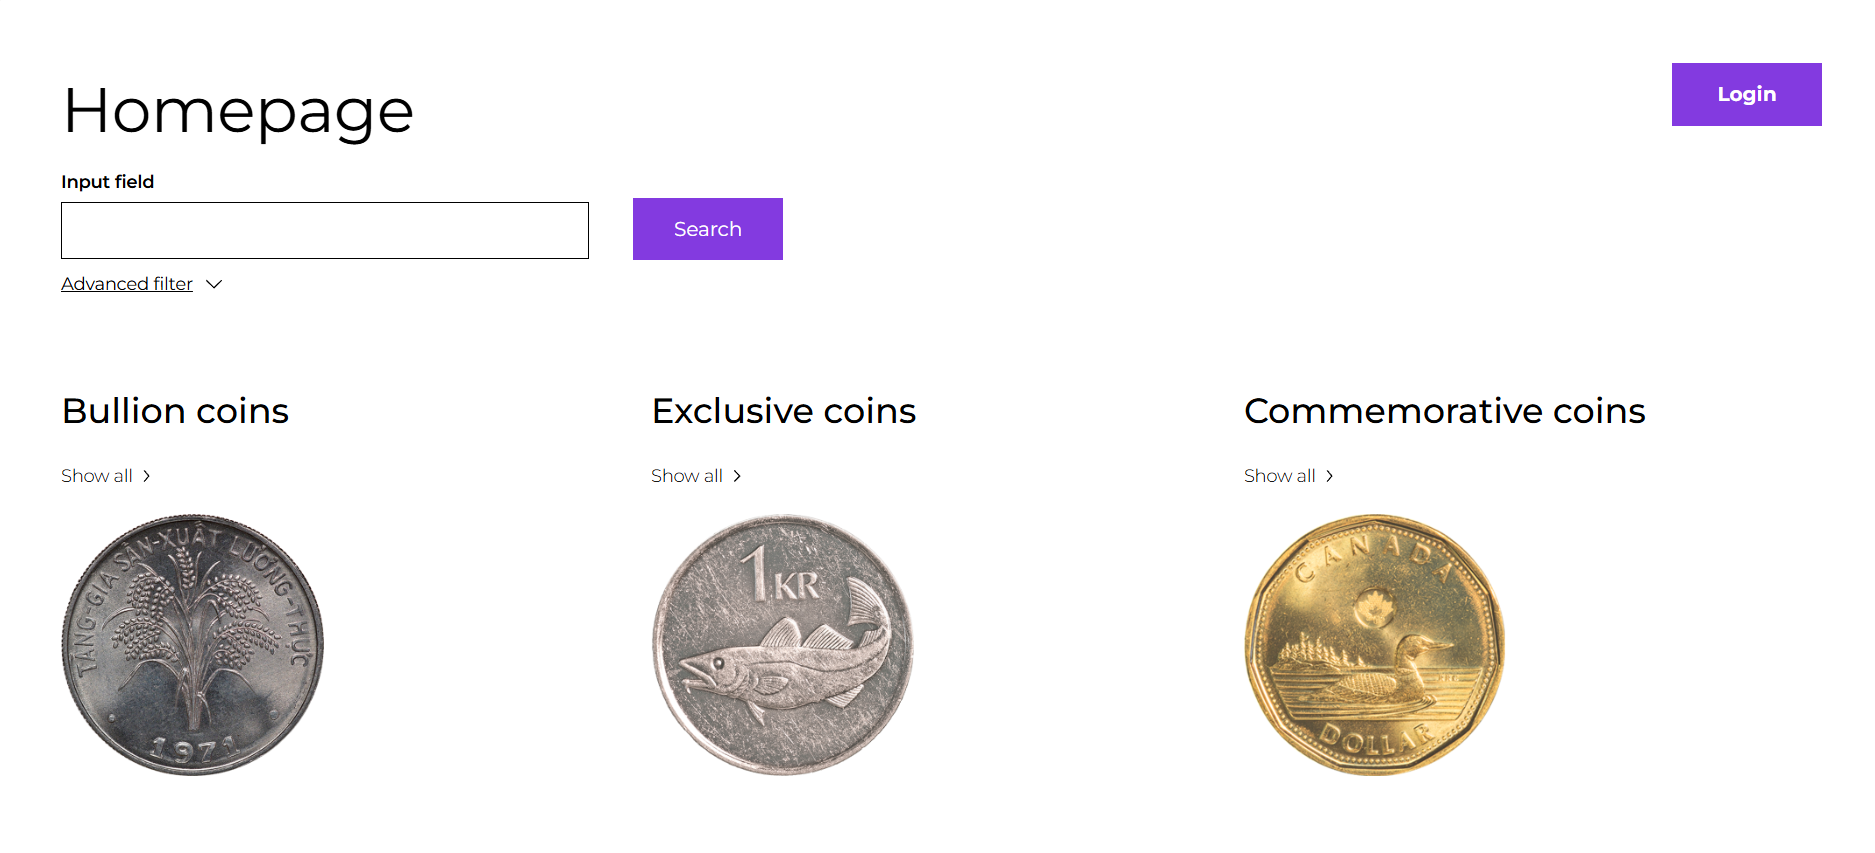 Homepage
Login
Input field
Search
Advanced filter
Bullion coins
Exclusive coins
Commemorative coins
Show all
Show all
Show all
TĂNG-GIA SẢN-XUẤT LƯƠNG-THỰC
1971
1 KR
CANADA
DOLLAR